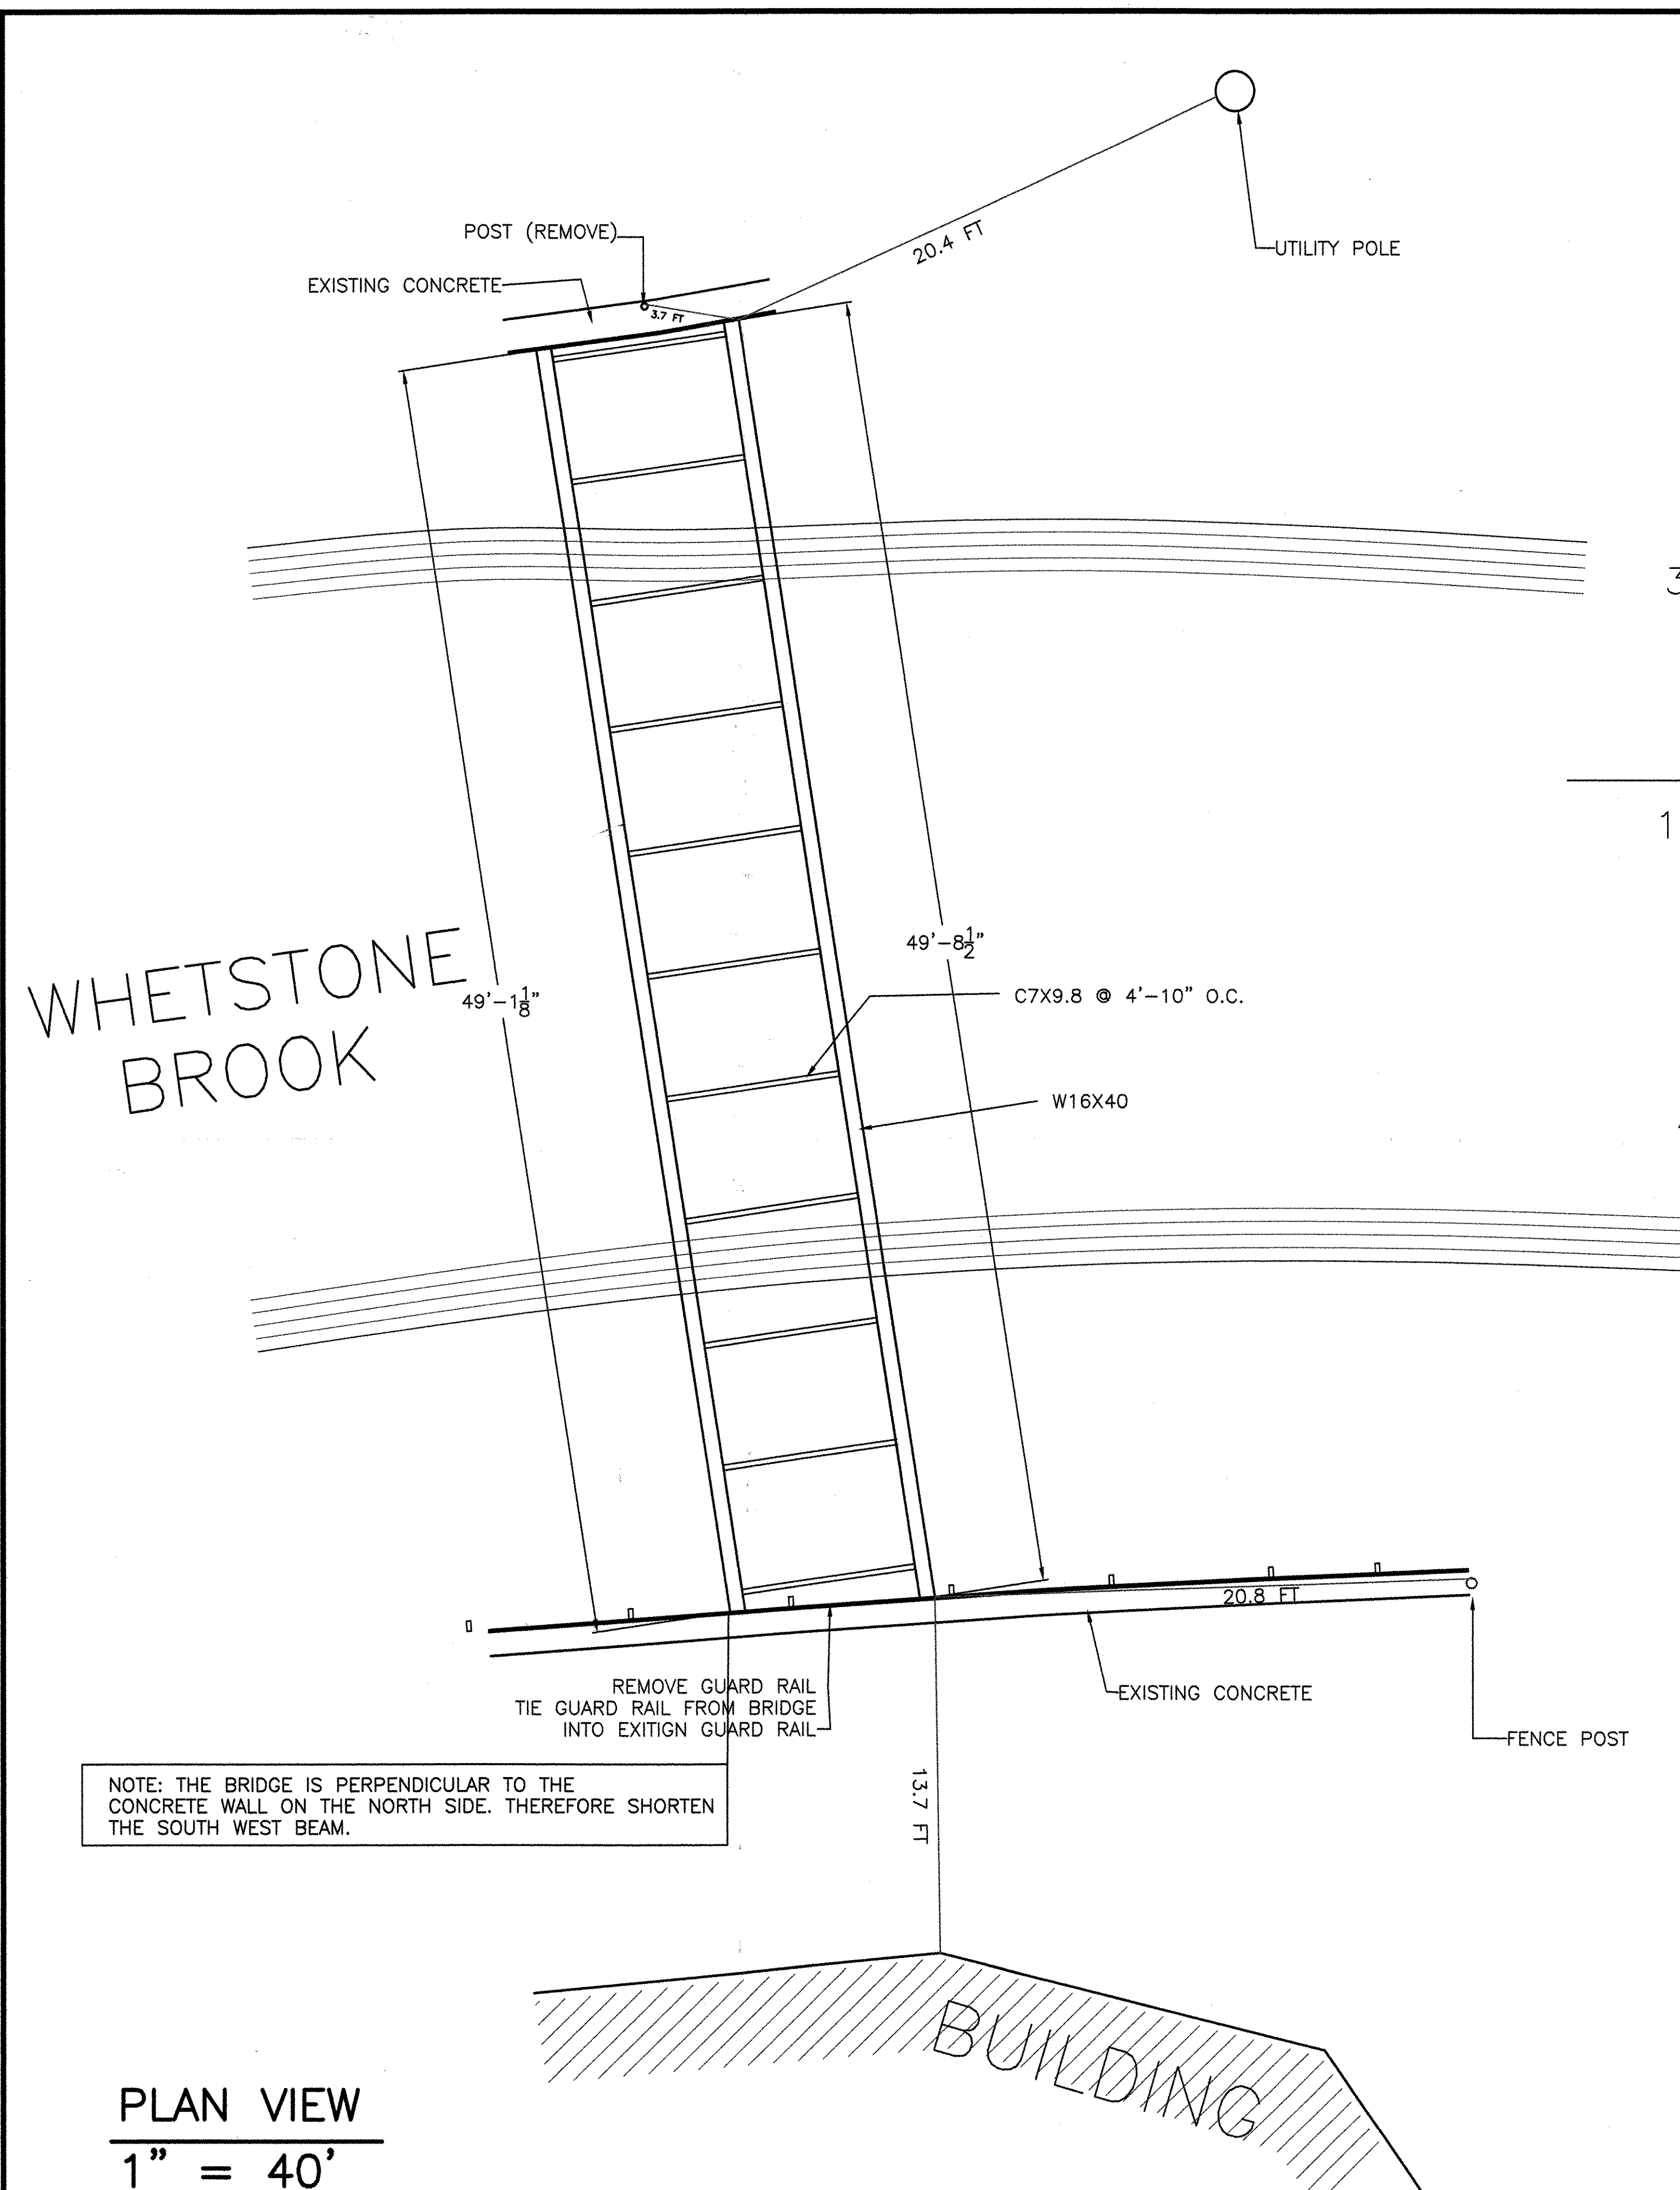 UTILITY POLE
20.4 FT
POST (REMOVE)
EXISTING CONCRETE
3.7 FT
3
1
WHETSTONE
BROOK
49'-1⅛"
49'-8½"
C7X9.8 @ 4'-10" O.C.
W16X40
20.8 FT
REMOVE GUARD RAIL
TIE GUARD RAIL FROM BRIDGE
INTO EXITIGN GUARD RAIL
EXISTING CONCRETE
FENCE POST
NOTE: THE BRIDGE IS PERPENDICULAR TO THE
CONCRETE WALL ON THE NORTH SIDE. THEREFORE SHORTEN
THE SOUTH WEST BEAM.
13.7 FT
BUILDING
PLAN VIEW
1" = 40'